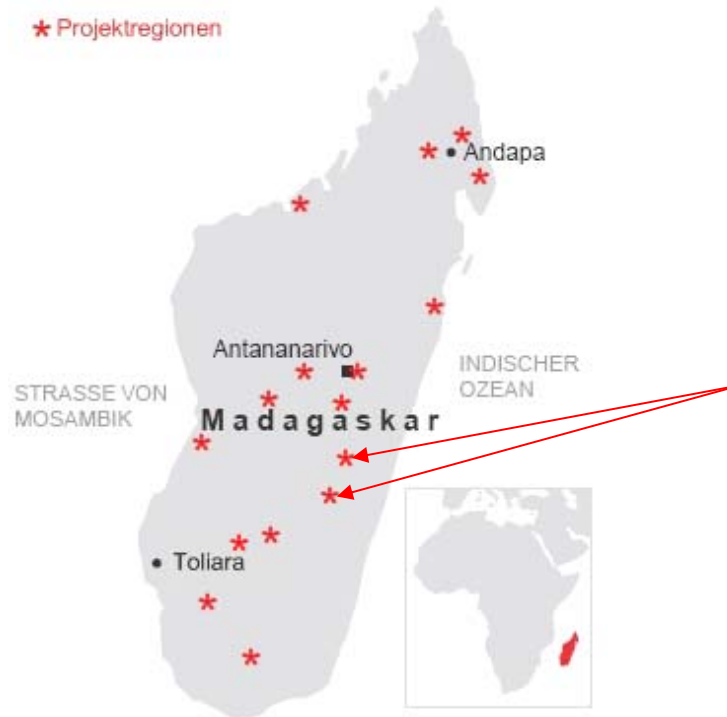 * Projektregionen
Andapa
Antananarivo
INDISCHER
OZEAN
STRASSE VON
MOSAMBIK
Madagaskar
Toliara